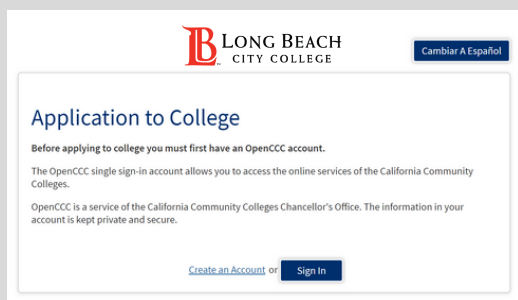 LB LONG BEACH
CITY COLLEGE
Cambiar A Español
Application to College
Before applying to college you must first have an OpenCCC account.
The OpenCCC single sign-in account allows you to access the online services of the California Community
Colleges.
OpenCCC is a service of the California Community Colleges Chancellor's Office. The information in your
account is kept private and secure.
Create an Account or Sign In